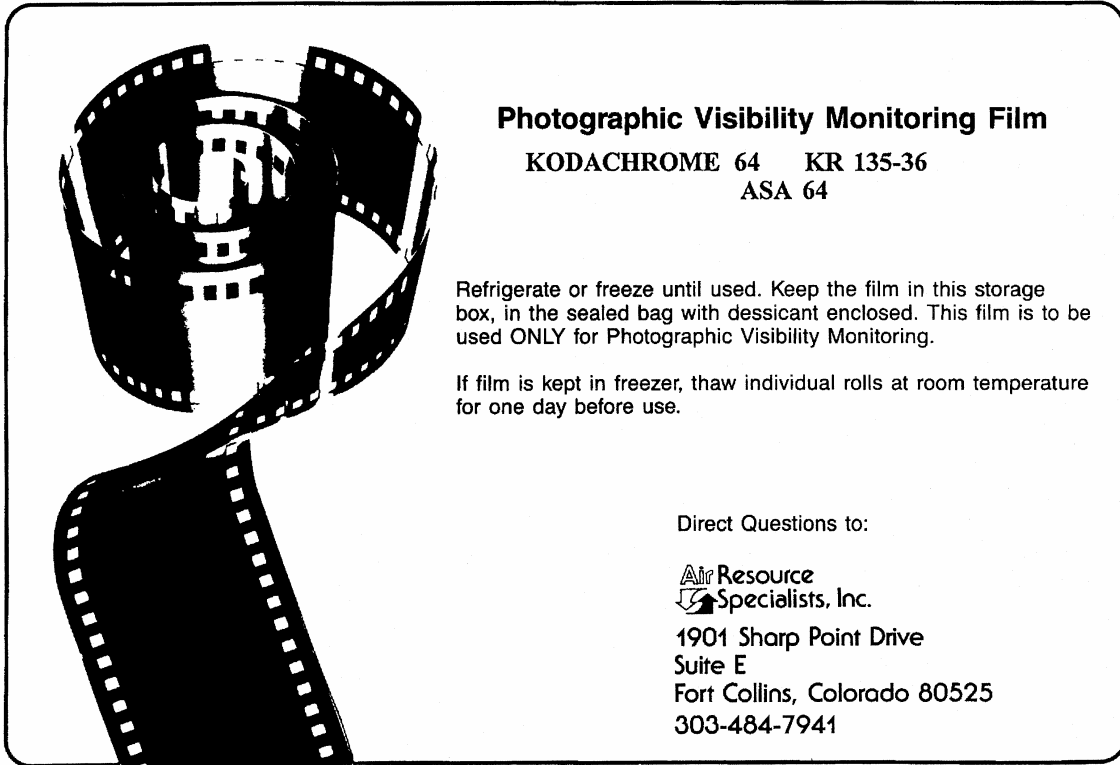 Photographic Visibility Monitoring Film
KODACHROME 64 KR 135-36
ASA 64
Refrigerate or freeze until used. Keep the film in this storage
box, in the sealed bag with dessicant enclosed. This film is to be
used ONLY for Photographic Visibility Monitoring.
If film is kept in freezer, thaw individual rolls at room temperature
for one day before use.
Direct Questions to:
Air Resource
Specialists, Inc.
1901 Sharp Point Drive
Suite E
Fort Collins, Colorado 80525
303-484-7941